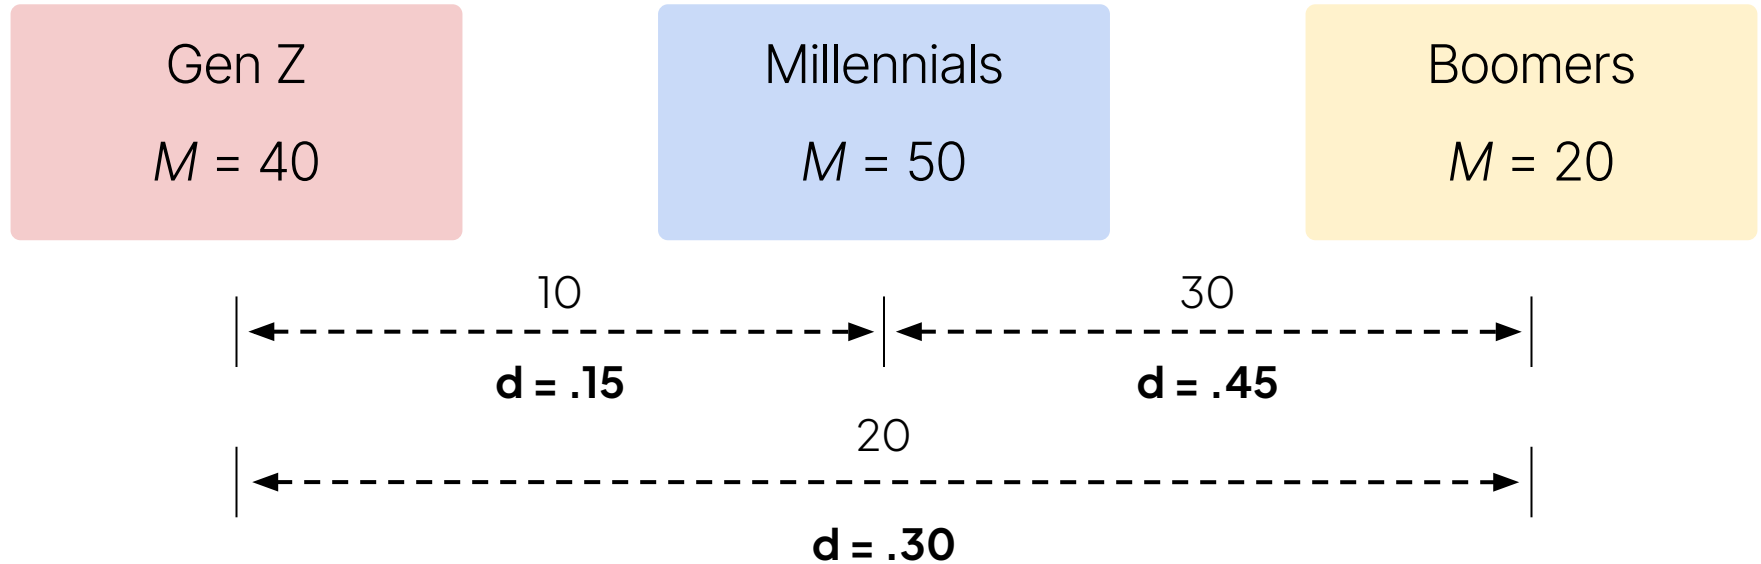 Gen Z
M = 40
Millennials
M = 50
Boomers
M = 20
10
d = .15
30
d = .45
20
d = .30